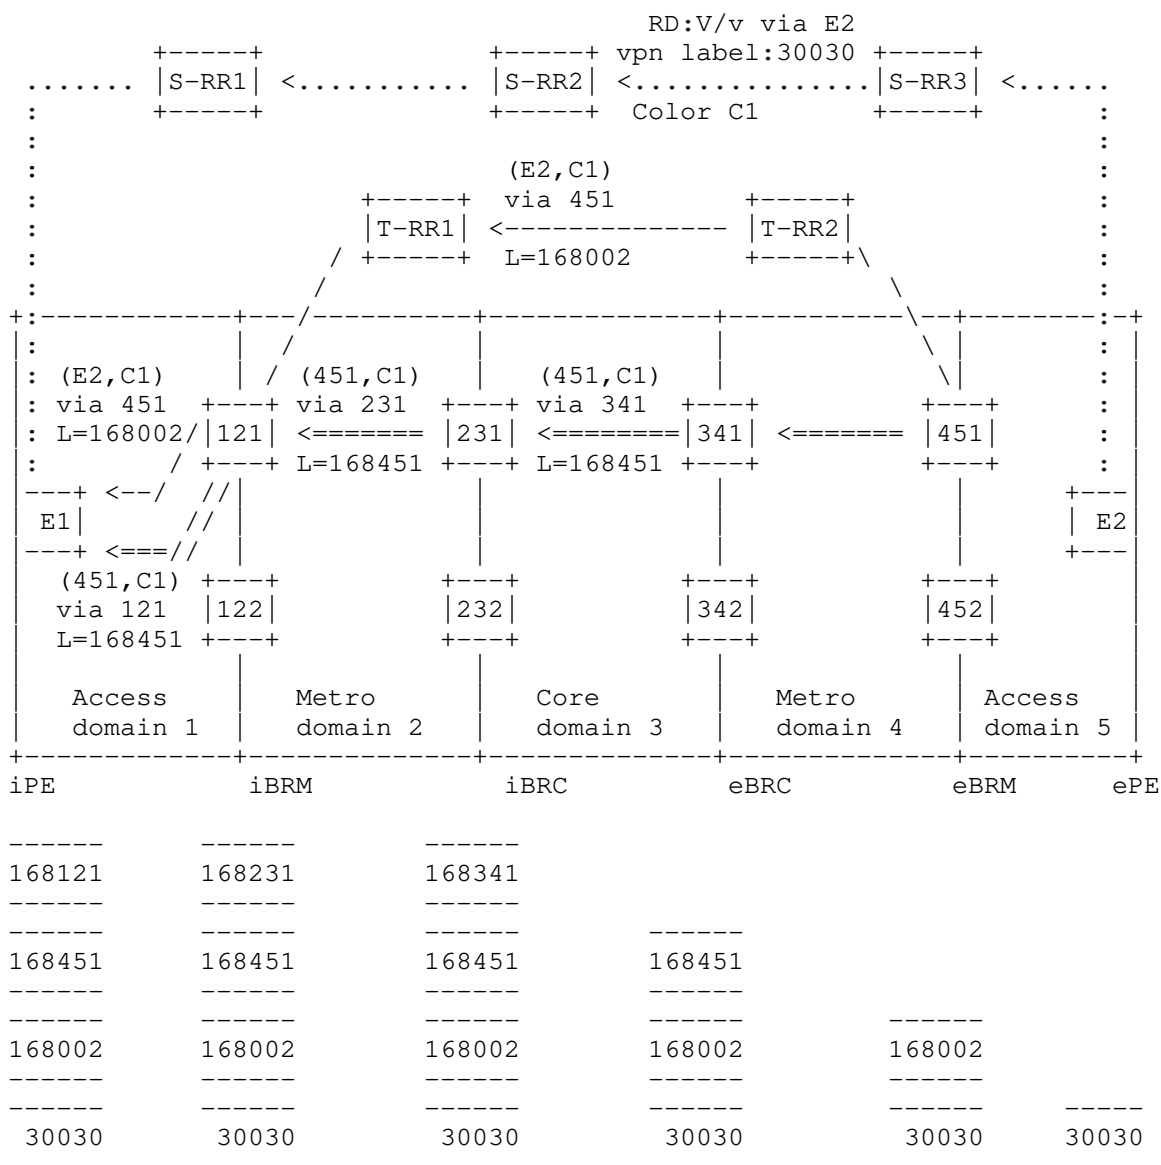 RD:V/v via E2
+-----+ +-----+ vpn label:30030 +-----+
....... |S-RR1| <........... |S-RR2| <...............|S-RR3| <......
: +-----+ +-----+ Color C1 +-----+ :
: :
: (E2,C1) :
: +-----+ via 451 +-----+ :
: |T-RR1| <-------------- |T-RR2| :
: / +-----+ L=168002 +-----+\ :
: / \ :
+:-------------+---/-----------+---------------+------------\--+---------:-+
|: | / | | \ | : |
|: (E2,C1) | / (451,C1) | (451,C1) | \| : |
|: via 451 +---+ via 231 +---+ via 341 +---+ +---+ : |
|: L=168002/|121| <======= |231| <========|341| <======= |451| : |
|: / +---+ L=168451 +---+ L=168451 +---+ +---+ : |
|---+ <--/ //| | | | +---|
| E1| // | | | | | E2|
|---+ <===// | | | | +---|
| (451,C1) +---+ +---+ +---+ +---+ |
| via 121 |122| |232| |342| |452| |
| L=168451 +---+ +---+ +---+ +---+ |
| | | | | |
| Access | Metro | Core | Metro | Access |
| domain 1 | domain 2 | domain 3 | domain 4 | domain 5 |
+--------------+---------------+---------------+---------------+-----------+
iPE iBRM iBRC eBRC eBRM ePE
------ ------ ------
168121 168231 168341
------ ------ ------
------ ------ ------ ------
168451 168451 168451 168451
------ ------ ------ ------
------ ------ ------ ------ ------
168002 168002 168002 168002 168002
------ ------ ------ ------ ------
------ ------ ------ ------ ------ -----
30030 30030 30030 30030 30030 30030